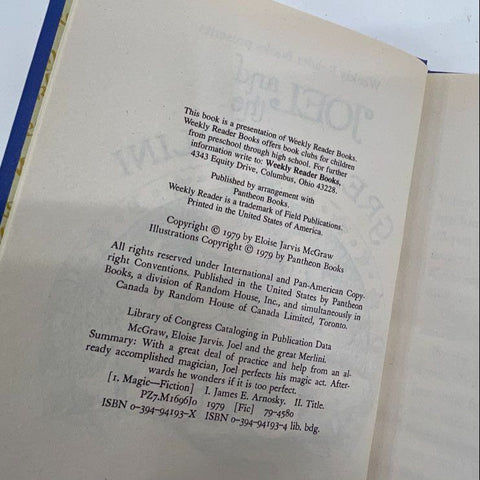 This book is a presentation of Weekly Reader Books.
Weekly Reader Books offers book clubs for children
from preschool through high school. For further
information write to: Weekly Reader Books,
4343 Equity Drive, Columbus, Ohio 43228.
Published by arrangement with
Pantheon Books.
Weekly Reader is a trademark of Field Publications.
Printed in the United States of America.
Copyright © 1979 by Eloise Jarvis McGraw
Illustrations Copyright © 1979 by Pantheon Books
All rights reserved under International and Pan-American Copy-
right Conventions. Published in the United States by Pantheon
Books, a division of Random House, Inc., and simultaneously in
Canada by Random House of Canada Limited, Toronto.
Library of Congress Cataloging in Publication Data
McGraw, Eloise Jarvis. Joel and the great Merlini.
Summary: With a great deal of practice and help from an al-
ready accomplished magician, Joel perfects his magic act. After-
wards he wonders if it is too perfect.
[1. Magic—Fiction] I. James E. Arnosky. II. Title.
PZ7.M1696Jo 1979 [Fic] 79-4580
ISBN 0-394-94193-X ISBN 0-394-94193-4 lib. bdg.